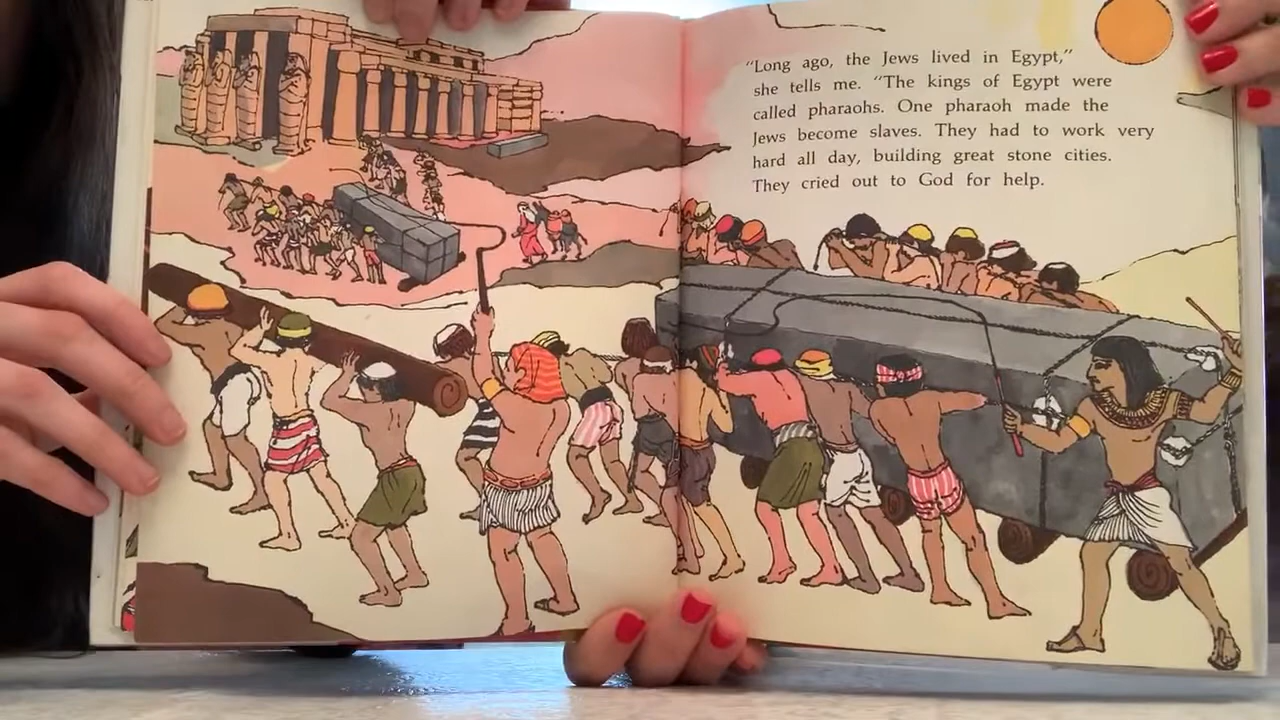 “Long ago, the Jews lived in Egypt,”
she tells me. “The kings of Egypt were
called pharaohs. One pharaoh made the
Jews become slaves. They had to work very
hard all day, building great stone cities.
They cried out to God for help.